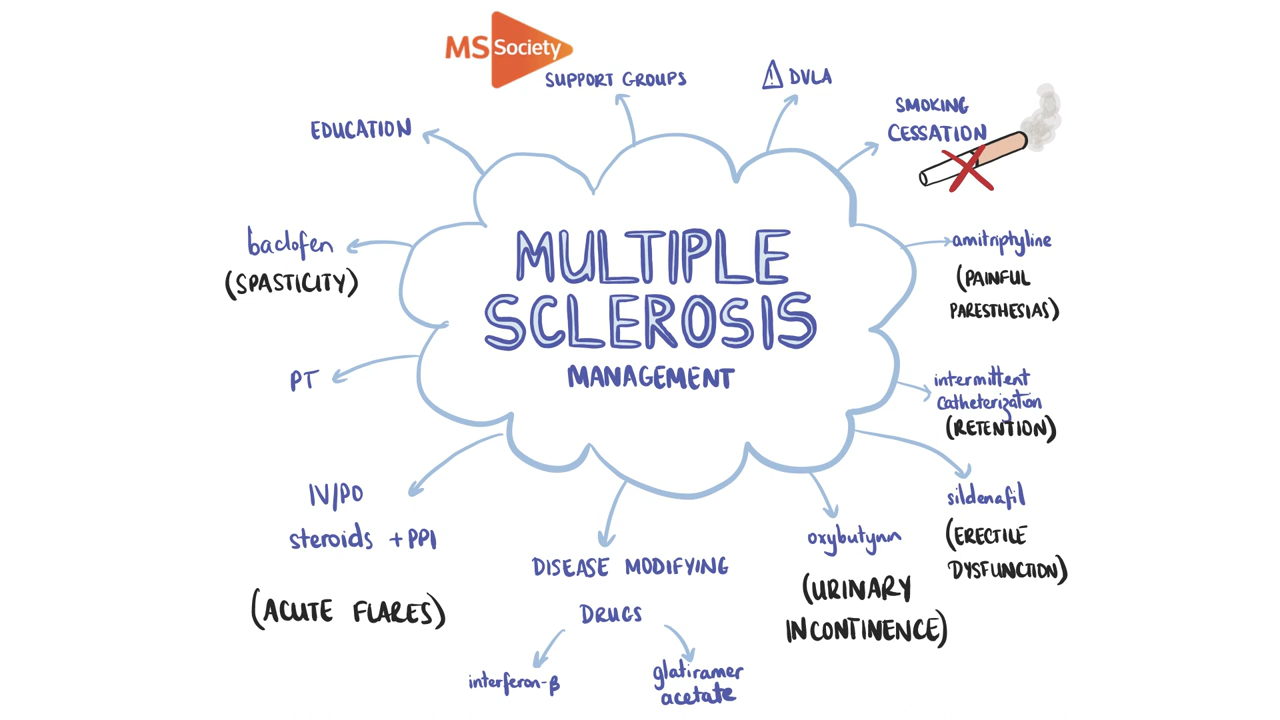 MS Society
SUPPORT GROUPS
DVLA
SMOKING
CESSATION
EDUCATION
baclofen
(SPASTICITY)
MULTIPLE
SCLEROSIS
MANAGEMENT
amitriptyline
(PAINFUL
PARESTHESIAS)
PT
intermittent
catheterization
(RETENTION)
IV/PO
steroids + PPI
(ACUTE FLARES)
DISEASE MODIFYING
DRUGS
interferon-β
glatiramer
acetate
oxybutynin
(URINARY
INCONTINENCE)
sildenafil
(ERECTILE
DYSFUNCTION)